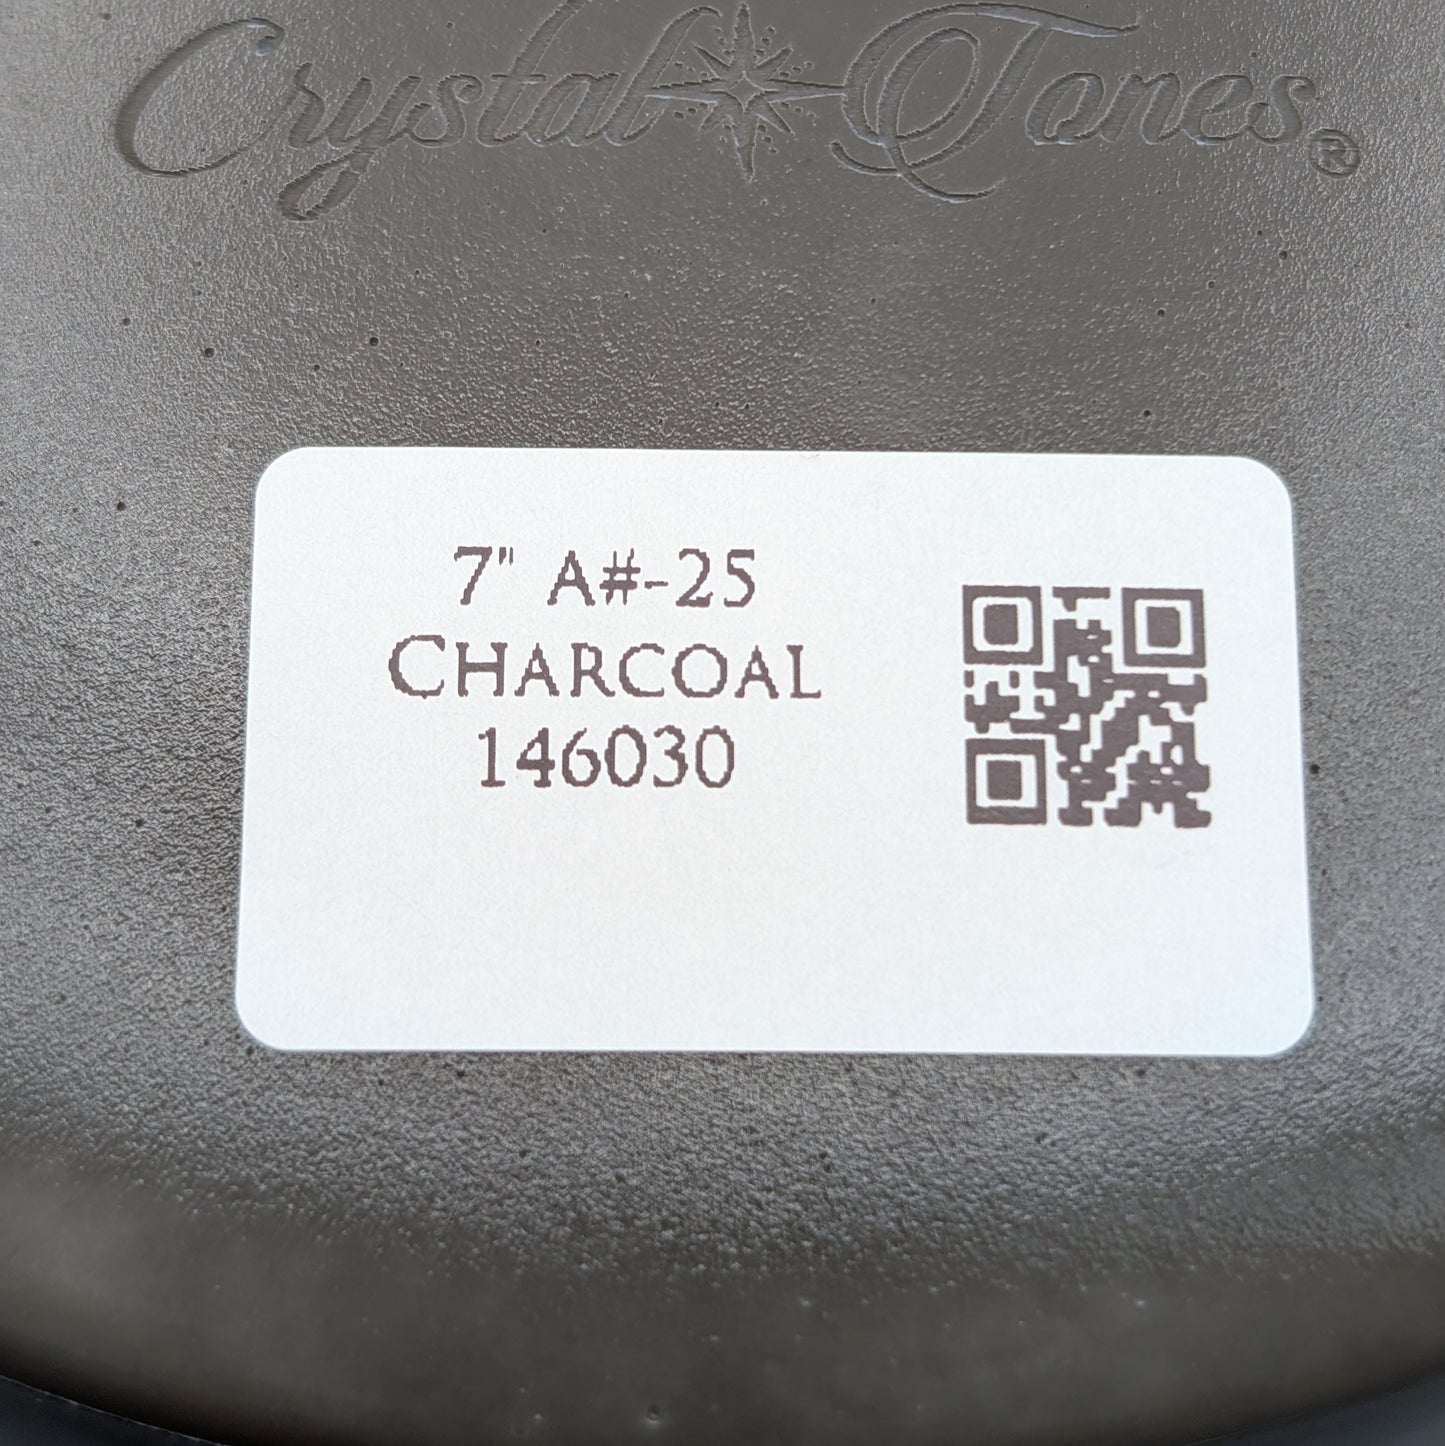 Crystal Tones®
7" A#-25
CHARCOAL
146030